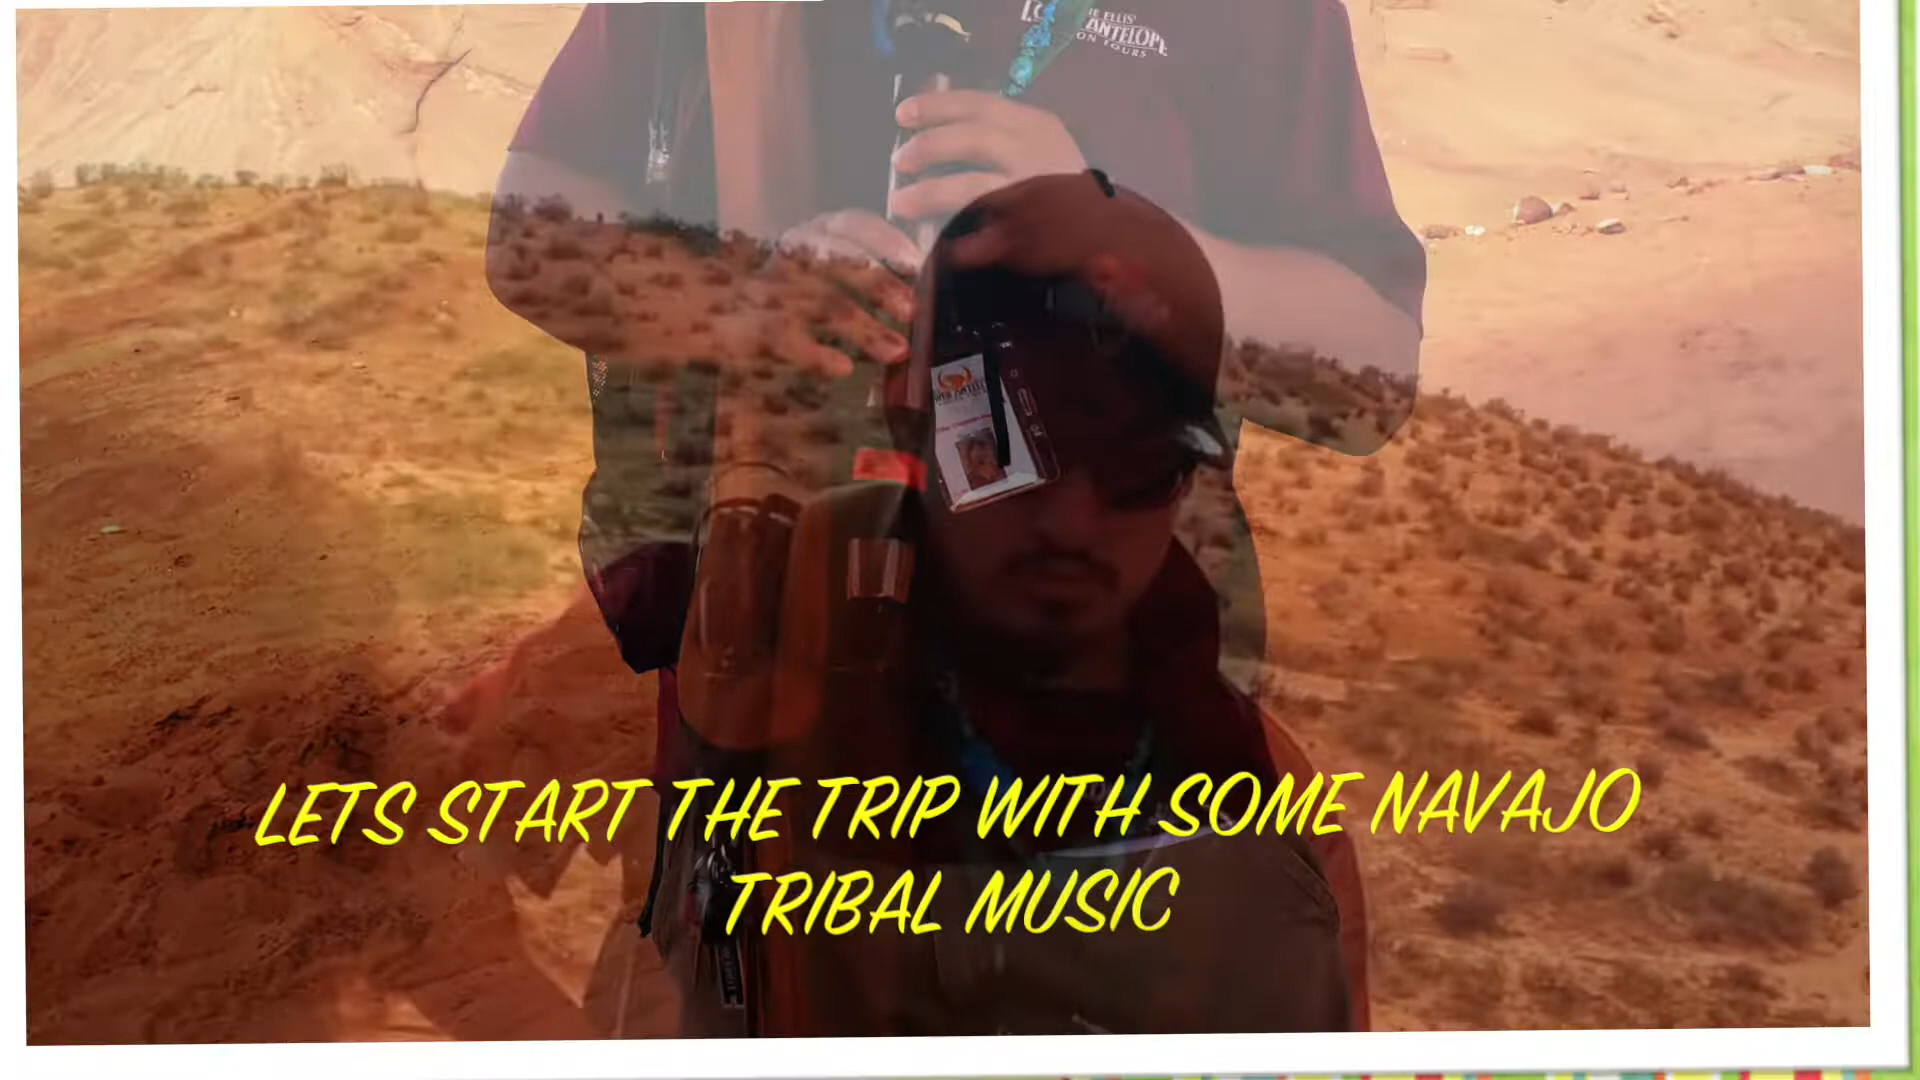 ANTELOPE
LETS START THE TRIP WITH SOME NAVAJO
TRIBAL MUSIC